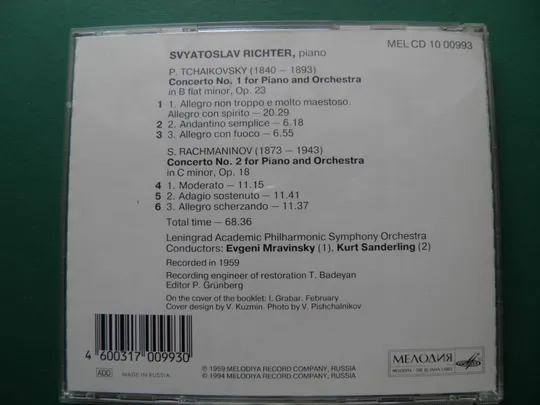 SVYATOSLAV RICHTER, piano
MEL CD 10 00993
P. TCHAIKOVSKY (1840 – 1893)
Concerto No. 1 for Piano and Orchestra
in B flat minor, Op. 23
1 1. Allegro non troppo e molto maestoso.
Allegro con spirito – 20.29
2 2. Andantino semplice – 6.18
3 3. Allegro con fuoco – 6.55
S. RACHMANINOV (1873 – 1943)
Concerto No. 2 for Piano and Orchestra
in C minor, Op. 18
4 1. Moderato – 11.15
5 2. Adagio sostenuto – 11.41
6 3. Allegro scherzando – 11.37
Total time – 68.36
Leningrad Academic Philharmonic Symphony Orchestra
Conductors: Evgeni Mravinsky (1), Kurt Sanderling (2)
Recorded in 1959
Recording engineer of restoration T. Badeyan
Editor P. Grünberg
On the cover of the booklet: I. Grabar. February
Cover design by V. Kuzmin. Photo by V. Pishchalnikov
4 600317 009930
ADD
MADE IN RUSSIA
℗ 1959 MELODIYA RECORD COMPANY, RUSSIA
© 1994 MELODIYA RECORD COMPANY, RUSSIA
МЕЛОДИЯ